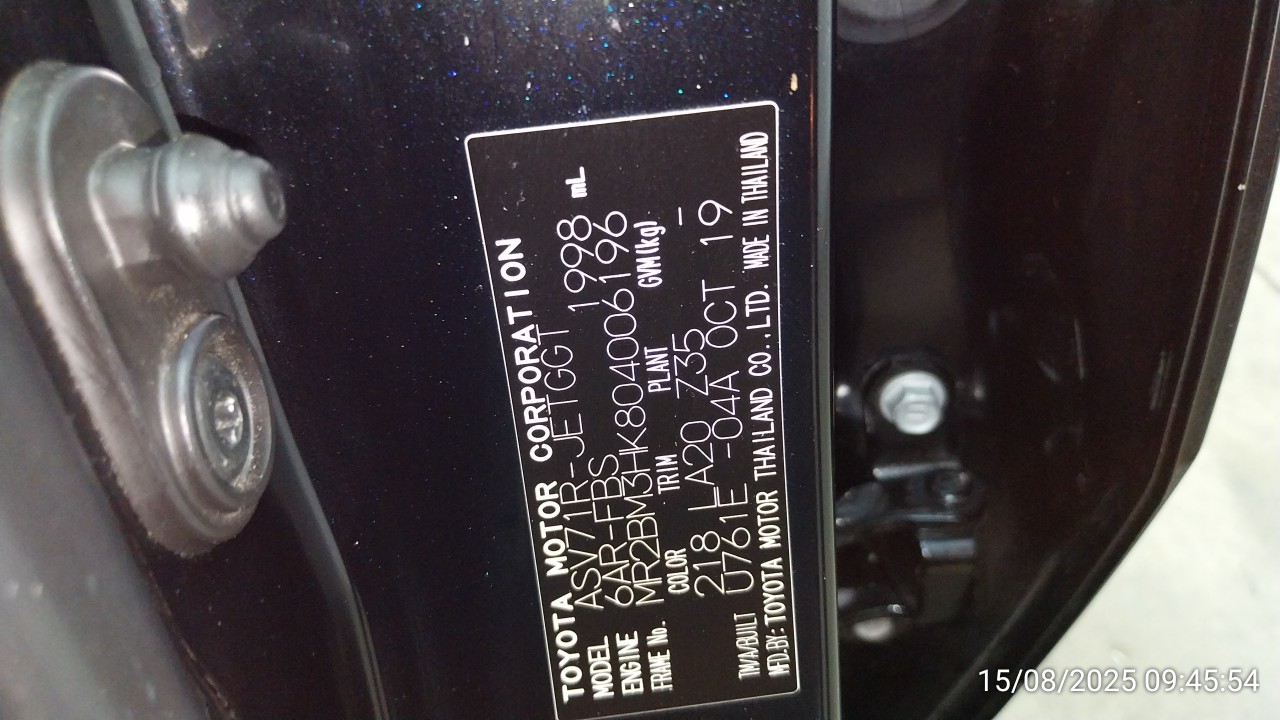 TOYOTA MOTOR CORPORATION
MODEL ASV71R-JETGGT
ENGINE 6AR-FBS 1998 mL
FRAME No. MR2BM3HK804006196
COLOR TRIM PLANT GVM(kg)
218 LA20 Z35 —
TM/A/BUILT U761E -04A OCT 19
MFD.BY: TOYOTA MOTOR THAILAND CO.,LTD. MADE IN THAILAND
15/08/2025 09:45:54